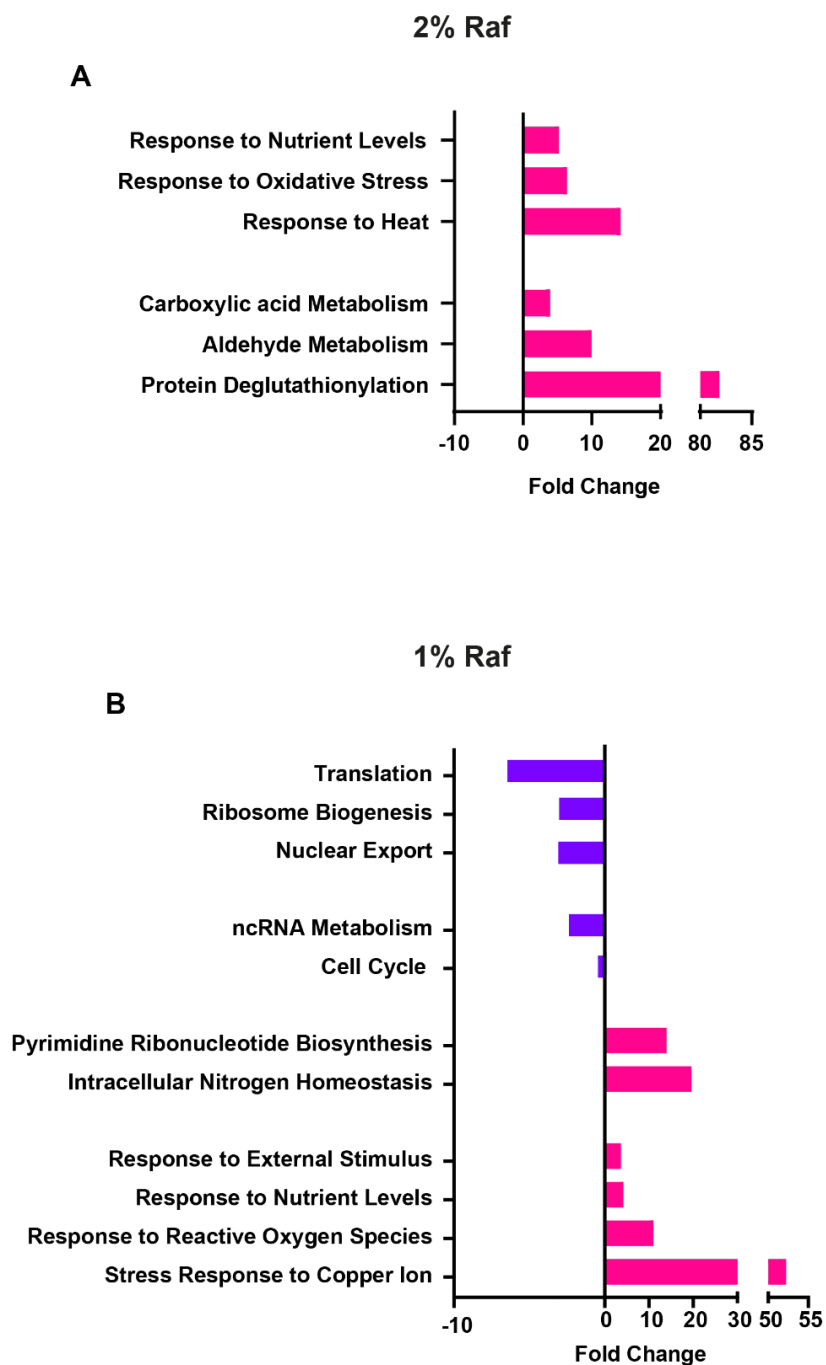 2% Raf
A
Response to Nutrient Levels
Response to Oxidative Stress
Response to Heat
Carboxylic acid Metabolism
Aldehyde Metabolism
Protein Deglutathionylation
-10 0 10 20 80 85
Fold Change
1% Raf
B
Translation
Ribosome Biogenesis
Nuclear Export
ncRNA Metabolism
Cell Cycle
Pyrimidine Ribonucleotide Biosynthesis
Intracellular Nitrogen Homeostasis
Response to External Stimulus
Response to Nutrient Levels
Response to Reactive Oxygen Species
Stress Response to Copper Ion
-10 0 10 20 30 50 55
Fold Change